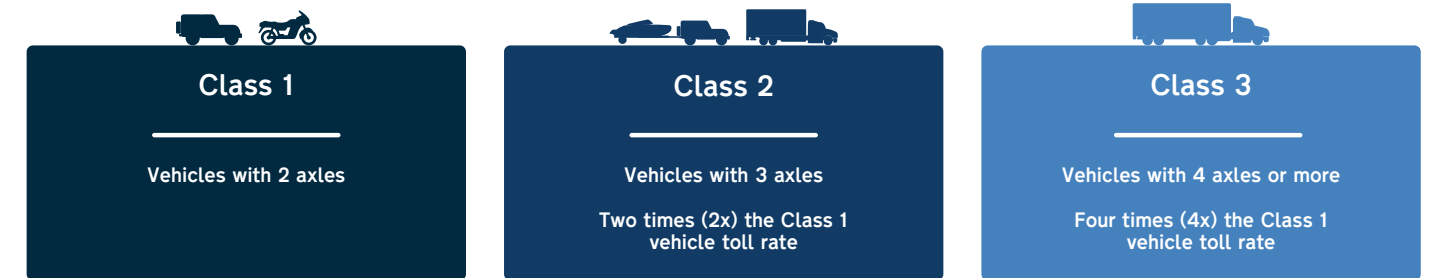 Class 1
Vehicles with 2 axles
Class 2
Vehicles with 3 axles
Two times (2x) the Class 1
vehicle toll rate
Class 3
Vehicles with 4 axles or more
Four times (4x) the Class 1
vehicle toll rate